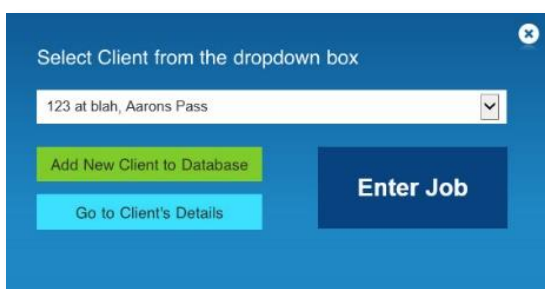 Select Client from the dropdown box
123 at blah, Aarons Pass
Add New Client to Database
Enter Job
Go to Client's Details